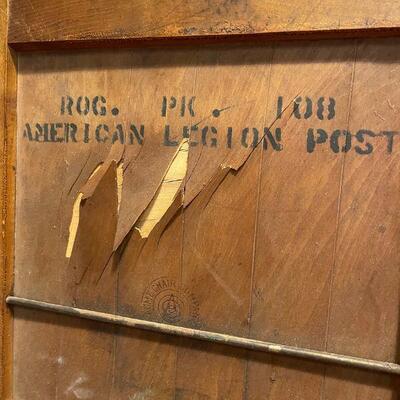 ROG. PK. 108
AMERICAN LEGION POST